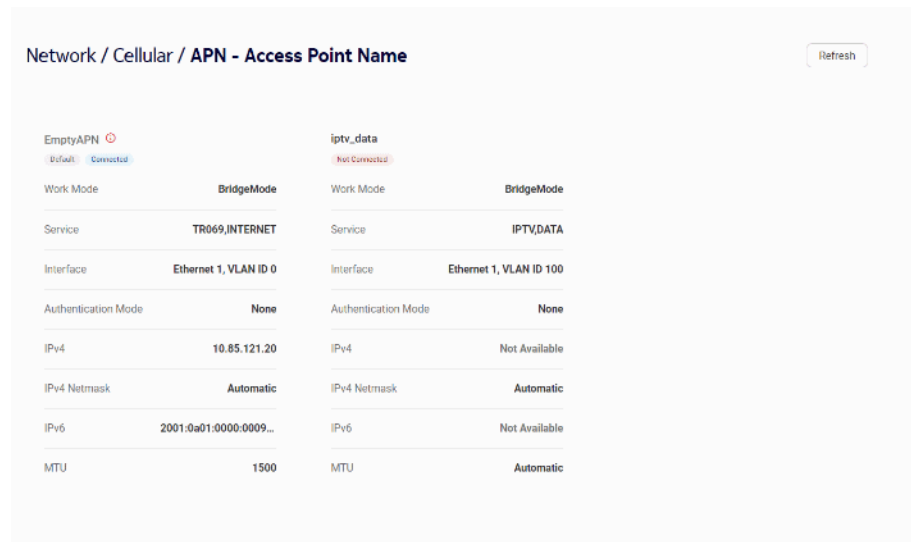 Network / Cellular / APN - Access Point Name
Refresh
EmptyAPN
Default Connected
Work Mode BridgeMode
Service TR069,INTERNET
Interface Ethernet 1, VLAN ID 0
Authentication Mode None
IPv4 10.85.121.20
IPv4 Netmask Automatic
IPv6 2001:0a01:0000:0009...
MTU 1500
iptv_data
Not Connected
Work Mode BridgeMode
Service IPTV,DATA
Interface Ethernet 1, VLAN ID 100
Authentication Mode None
IPv4 Not Available
IPv4 Netmask Automatic
IPv6 Not Available
MTU Automatic